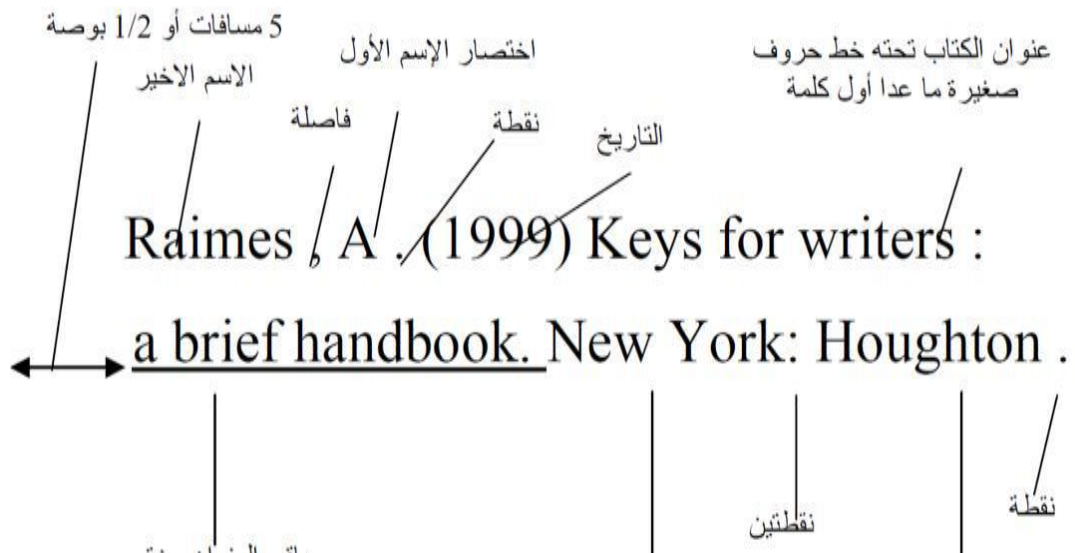 5 مسافات أو 1/2 بوصة
الاسم الاخير
فاصلة
اختصار الإسم الأول
نقطة
التاريخ
عنوان الكتاب تحته خط حروف
صغيرة ما عدا أول كلمة
Raimes , A . (1999) Keys for writers :
a brief handbook. New York: Houghton .
نقطتين
نقطة